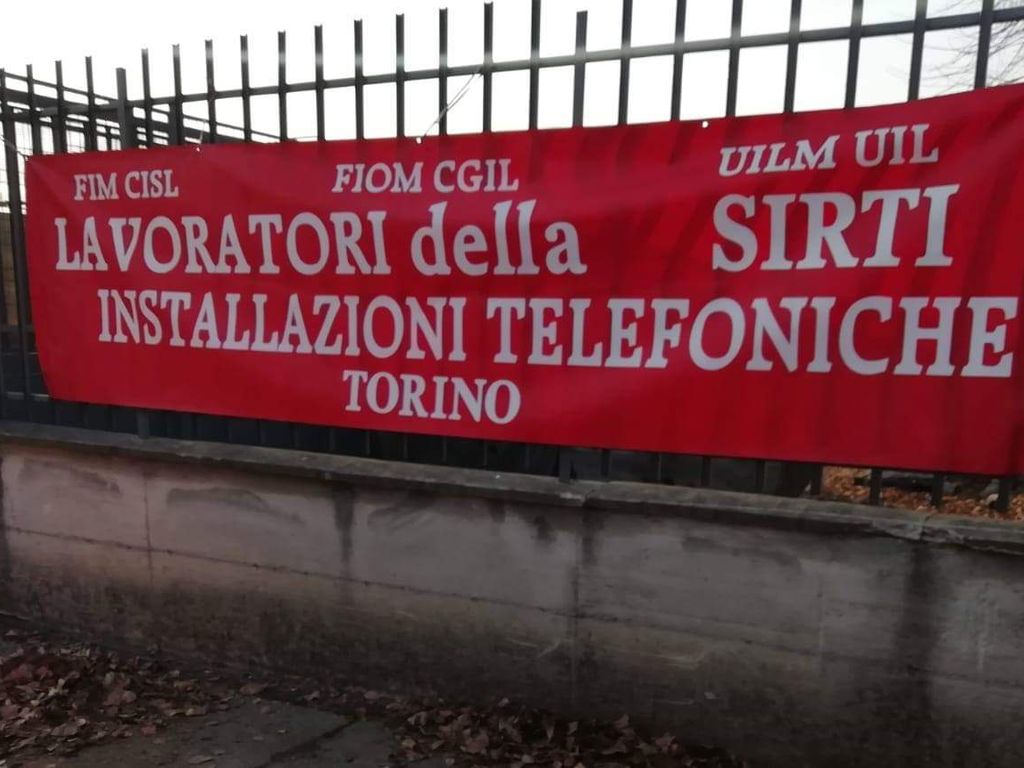 FIM CISL FIOM CGIL UILM UIL
LAVORATORI della SIRTI
INSTALLAZIONI TELEFONICHE
TORINO